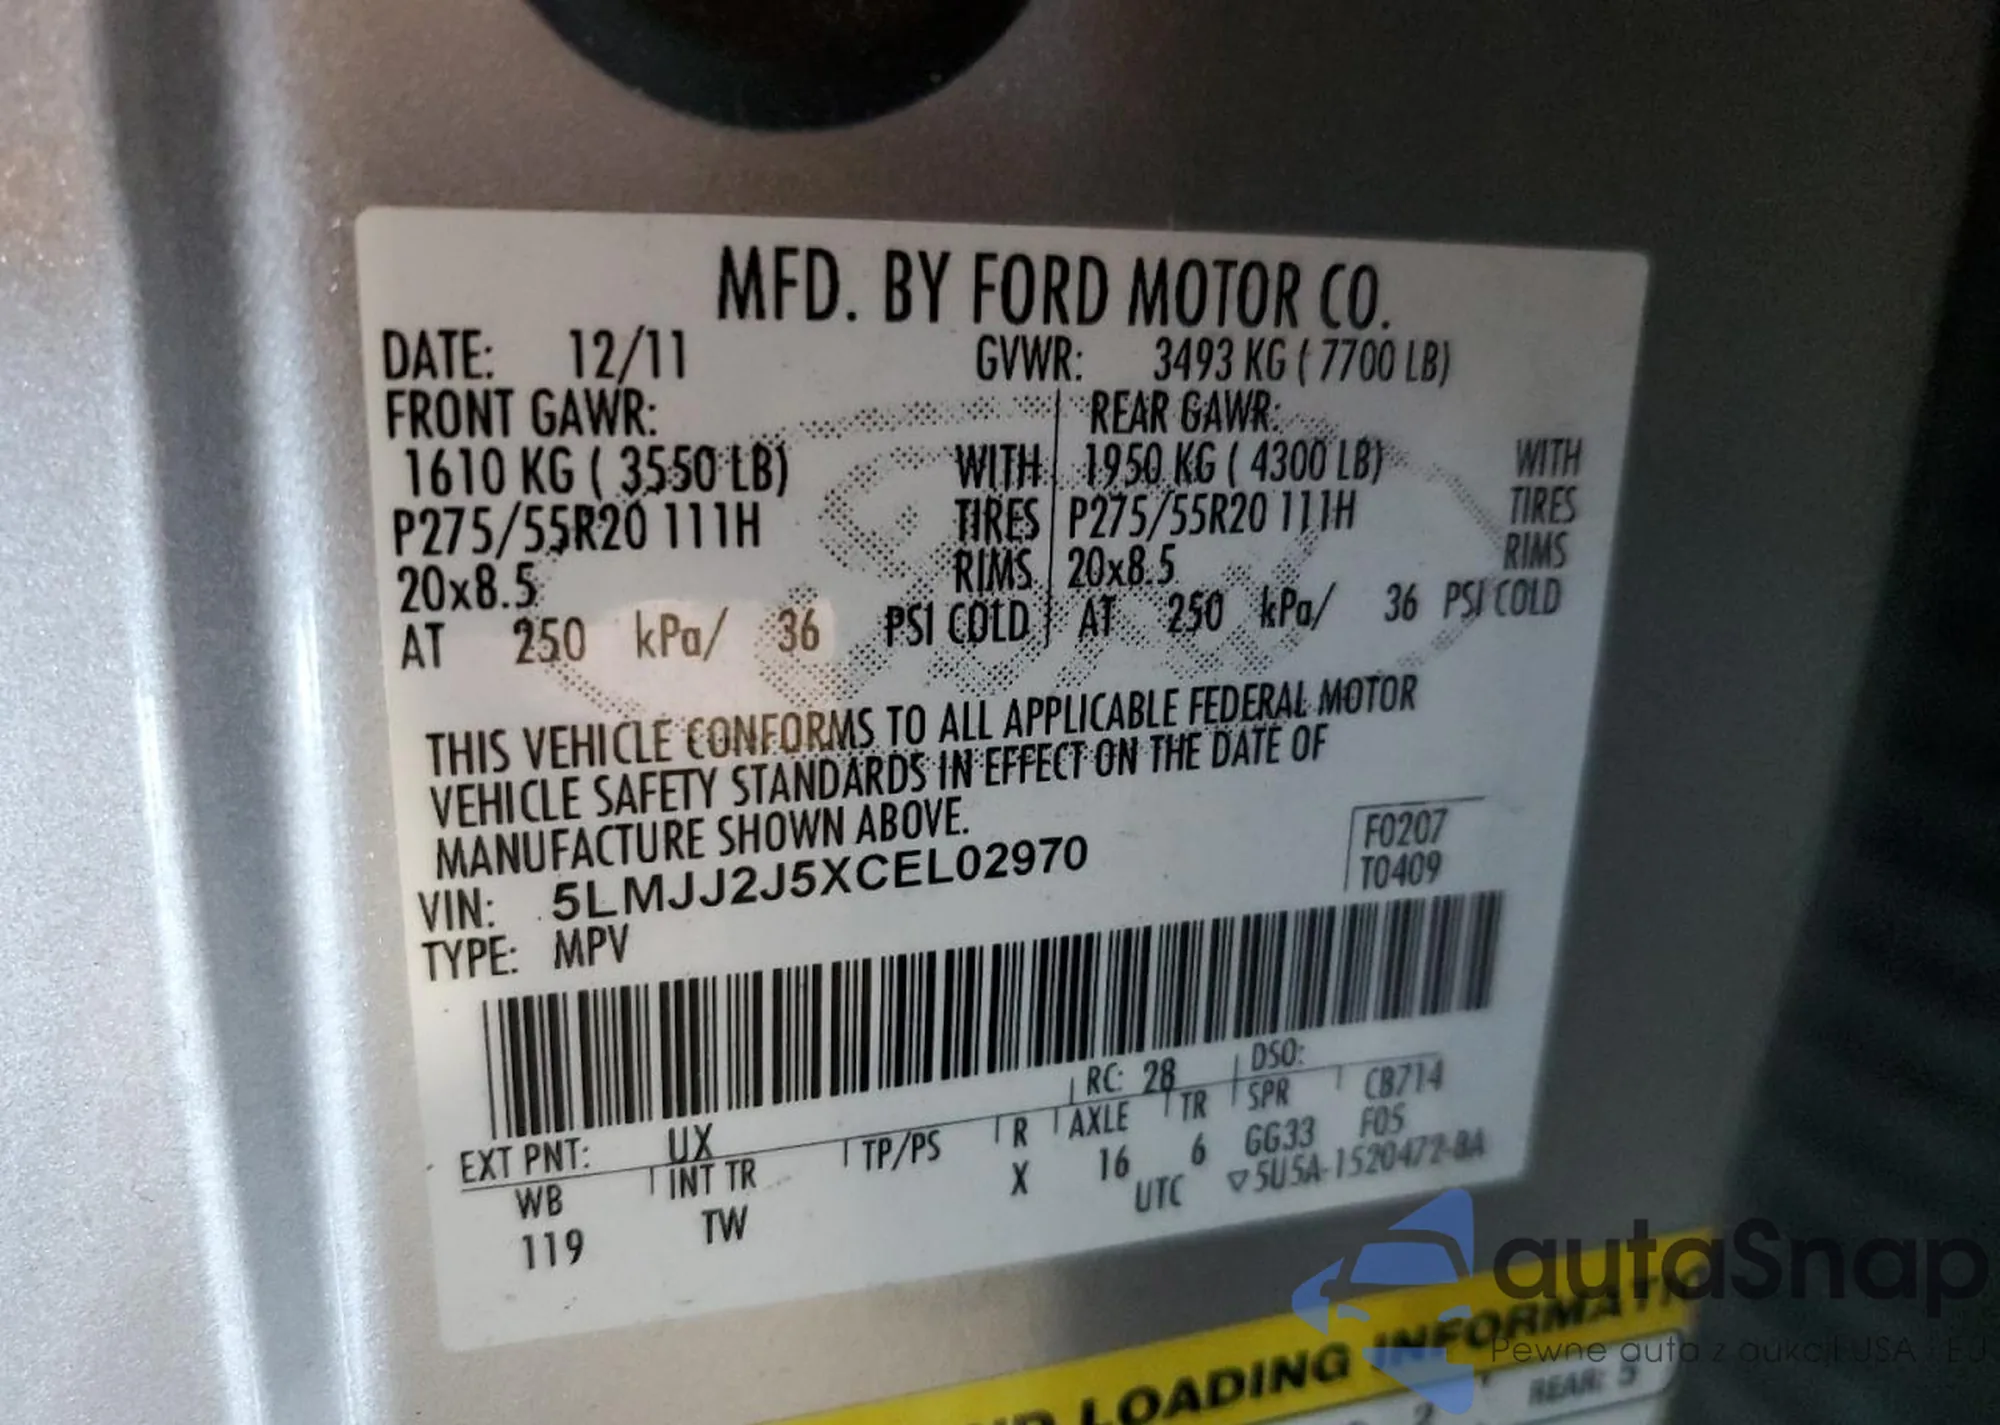 MFD. BY FORD MOTOR CO.
DATE: 12/11 GVWR: 3493 KG ( 7700 LB)
FRONT GAWR: REAR GAWR:
1610 KG ( 3550 LB) WITH 1950 KG ( 4300 LB) WITH
P275/55R20 111H TIRES P275/55R20 111H TIRES
20x8.5 RIMS 20x8.5 RIMS
AT 250 kPa/ 36 PSI COLD AT 250 kPa/ 36 PSI COLD
THIS VEHICLE CONFORMS TO ALL APPLICABLE FEDERAL MOTOR
VEHICLE SAFETY STANDARDS IN EFFECT ON THE DATE OF
MANUFACTURE SHOWN ABOVE.
F0207
T0409
VIN: 5LMJJ2J5XCEL02970
TYPE: MPV
EXT PNT: UX RC: 28 DSO:
WB INT TR TP/PS R AXLE TR SPR CB714
119 TW X 16 6 GG33 F05
UTC ▽5U5A-1520472-BA
autaSnap
Pewne auta z aukcji USA i EU
LOADING INFORMATI
2 REAR: 5